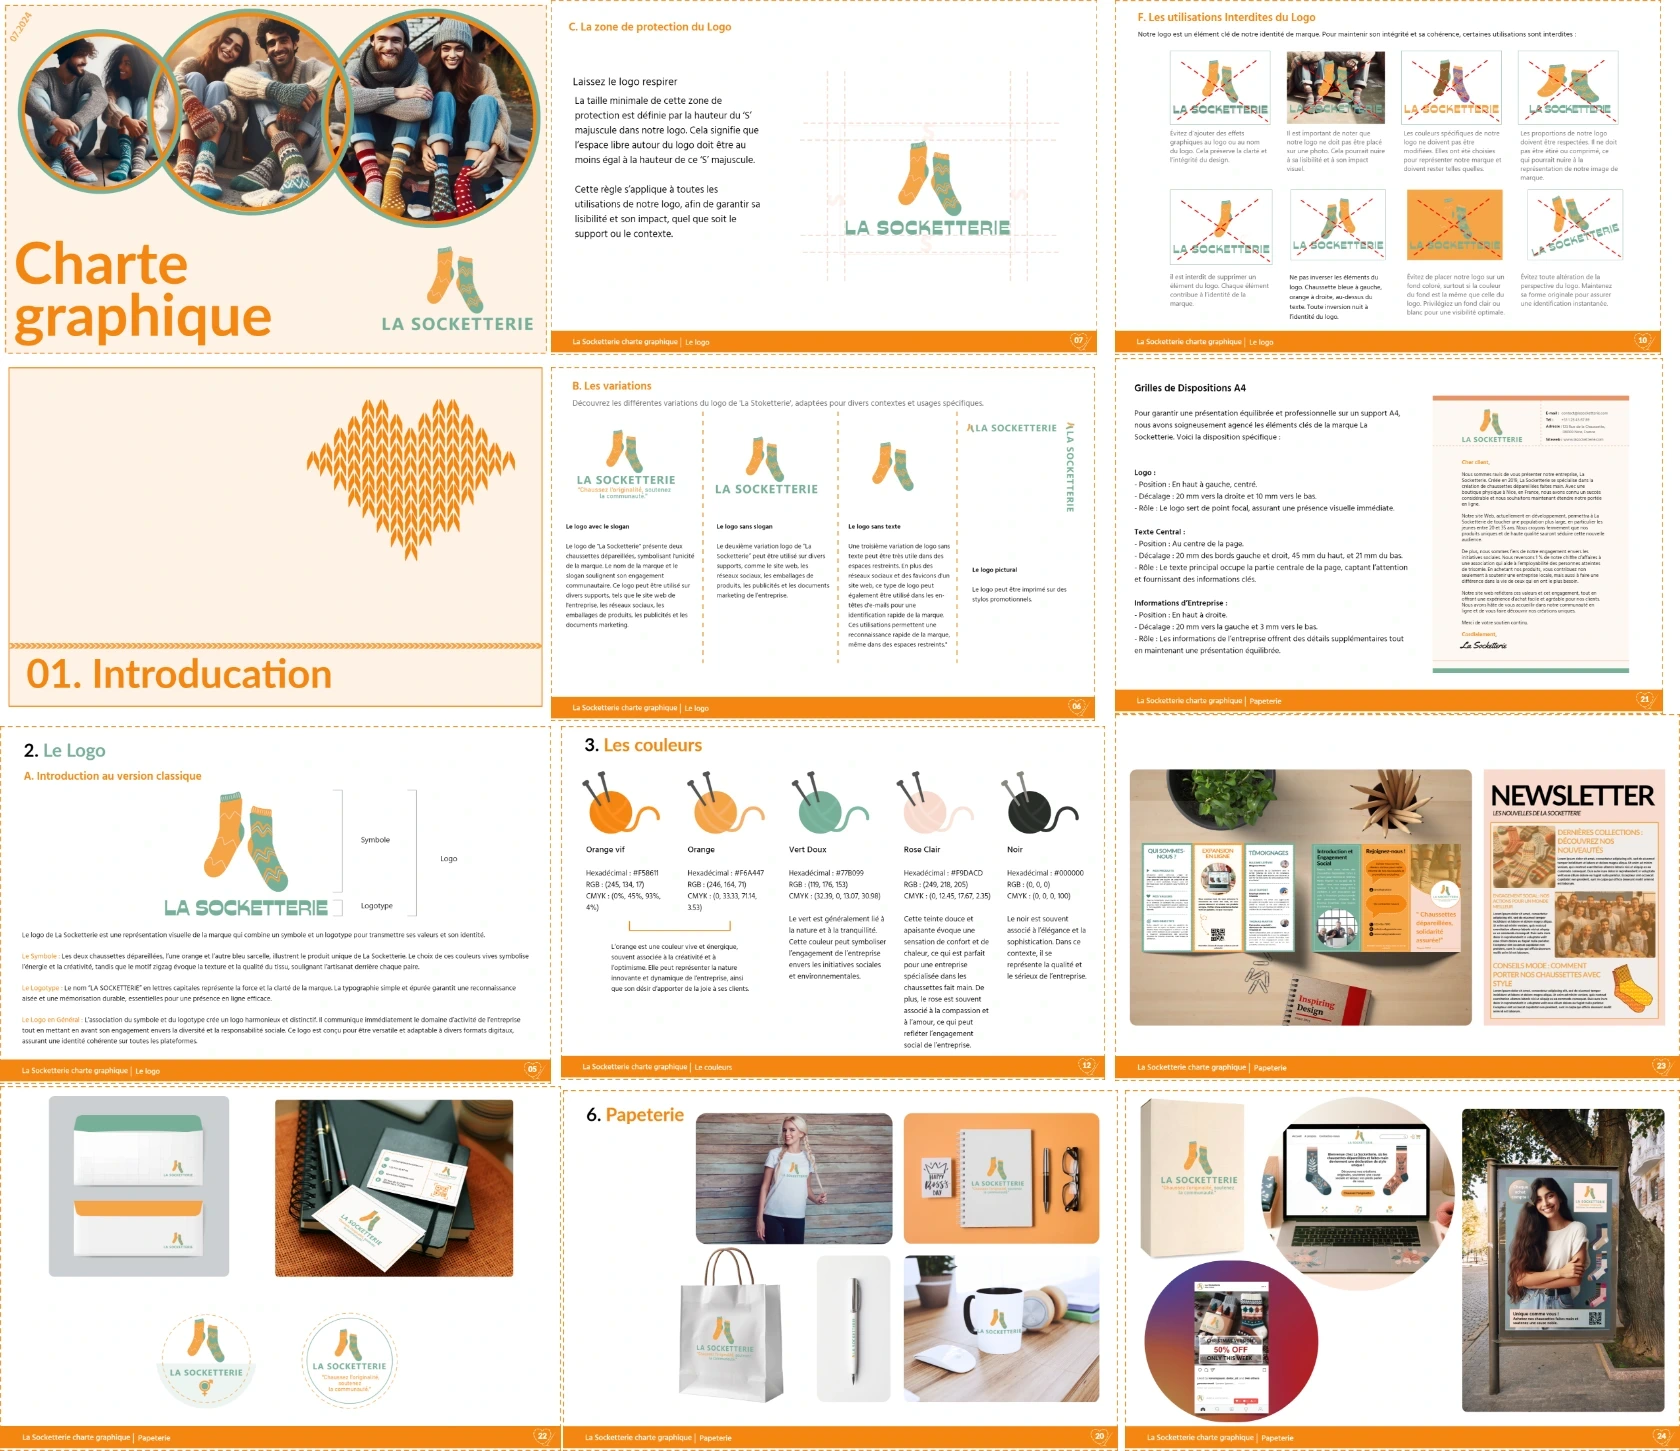 07.2024
Charte
graphique
LA SOCKETTERIE
C. La zone de protection du Logo
Laissez le logo respirer
La taille minimale de cette zone de
protection est définie par la hauteur du 'S'
majuscule dans notre logo. Cela signifie que
l'espace libre autour du logo doit être au
moins égal à la hauteur de ce 'S' majuscule.
Cette règle s'applique à toutes les
utilisations de notre logo, afin de garantir sa
lisibilité et son impact, quel que soit le
support ou le contexte.
LA SOCKETTERIE
La Socketterie charte graphique | Le logo
07
F. Les utilisations Interdites du Logo
Notre logo est un élément clé de notre identité de marque. Pour maintenir son intégrité et sa cohérence, certaines utilisations sont interdites :
LA SOCKETTERIE
LA SOCKETTERIE
LA SOCKETTERIE
LA SOCKETTERIE
Evitez d'ajouter des effets
graphiques au logo ou au nom
du logo. Cela préserve la clarté et
l'intégrité du design.
Il est important de noter que
notre logo ne doit pas être placé
sur une photo. Cela pourrait nuire
à sa lisibilité et à son impact
visuel.
Les couleurs spécifiques de notre
logo ne doivent pas être
modifiées. Elles ont été choisies
pour représenter notre marque et
doivent rester telles quelles.
Les proportions de notre logo
doivent être respectées. Il ne doit
pas être étiré ou comprimé, ce
qui pourrait nuire à la
représentation de notre image de
marque.
LA SOCKETTERIE
LA SOCKETTERIE
LA SOCKETTERIE
LA SOCKETTERIE
il est interdit de supprimer un
élément du logo. Chaque élément
contribue à l'identité de la
marque.
Ne pas inverser les éléments du
logo. Chaussette bleue à gauche,
orange à droite, au-dessus du
texte. Toute inversion nuit à
l'identité du logo.
Évitez de placer notre logo sur un
fond coloré, surtout si la couleur
du fond est la même que celle du
logo. Privilégiez un fond clair ou
blanc pour une visibilité optimale.
Évitez toute altération de la
perspective du logo. Maintenez
sa forme originale pour assurer
une identification instantanée.
La Socketterie charte graphique | Le logo
10
01. Introducation
B. Les variations
Découvrez les différentes variations du logo de 'La Stoketterie', adaptées pour divers contextes et usages spécifiques.
LA SOCKETTERIE
"Chaussez l'originalité, soutenez
la communauté."
LA SOCKETTERIE
LA SOCKETTERIE
LA SOCKETTERIE
Le logo avec le slogan
Le logo de "La Socketterie" présente deux
chaussettes dépareillées, symbolisant l'unicité
de la marque. Le nom de la marque et le
slogan soulignent son engagement
communautaire. Ce logo peut être utilisé sur
divers supports, tels que le site web de
l'entreprise, les réseaux sociaux, les
emballages de produits, les publicités et les
documents marketing.
Le logo sans slogan
Le deuxième variation logo de "La
Socketterie" peut être utilisé sur divers
supports, comme le site web, les
réseaux sociaux, les emballages de
produits, les publicités et les documents
marketing de l'entreprise.
Le logo sans texte
Une troisième variation de logo sans
texte peut être très utile dans des
espaces restreints. En plus des
réseaux sociaux et des favicons d'un
site web, ce type de logo peut
également être utilisé dans les en-
têtes d'e-mails pour une
identification rapide de la marque.
Ces utilisations permettent une
reconnaissance rapide de la marque,
même dans des espaces restreints."
Le logo pictural
Le logo peut être imprimé sur des
stylos promotionnels.
La Socketterie charte graphique | Le logo
06
Grilles de Dispositions A4
Pour garantir une présentation équilibrée et professionnelle sur un support A4,
nous avons soigneusement agencé les éléments clés de la marque La
Socketterie. Voici la disposition spécifique :
Logo :
- Position : En haut à gauche, centré.
- Décalage : 20 mm vers la droite et 10 mm vers le bas.
- Rôle : Le logo sert de point focal, assurant une présence visuelle immédiate.
Texte Central :
- Position : Au centre de la page.
- Décalage : 20 mm des bords gauche et droit, 45 mm du haut, et 21 mm du bas.
- Rôle : Le texte principal occupe la partie centrale de la page, captant l'attention
et fournissant des informations clés.
Informations d'Entreprise :
- Position : En haut à droite.
- Décalage : 20 mm vers la gauche et 3 mm vers le bas.
- Rôle : Les informations de l'entreprise offrent des détails supplémentaires tout
en maintenant une présentation équilibrée.
LA SOCKETTERIE
Cher client,
Merci de votre soutien continu.
Cordialement,
La Socketterie
La Socketterie charte graphique | Papeterie
21
2. Le Logo
A. Introduction au version classique
LA SOCKETTERIE
Symbole
Logotype
Logo
Le logo de La Socketterie est une représentation visuelle de la marque qui combine un symbole et un logotype pour transmettre ses valeurs et son identité.
Le Symbole : Les deux chaussettes dépareillées, l'une orange et l'autre bleu sarcelle, illustrent le produit unique de La Socketterie. Le choix de ces couleurs vives symbolise
l'énergie et la créativité, tandis que le motif zigzag évoque la texture et la qualité du tissu, soulignant l'artisanat derrière chaque paire.
Le Logotype : Le nom "LA SOCKETTERIE" en lettres capitales représente la force et la clarté de la marque. La typographie simple et épurée garantit une reconnaissance
aisée et une mémorisation durable, essentielles pour une présence en ligne efficace.
Le Logo en Général : L'association du symbole et du logotype crée un logo harmonieux et distinctif. Il communique immédiatement le domaine d'activité de l'entreprise
tout en mettant en avant son engagement envers la diversité et la responsabilité sociale. Ce logo est conçu pour être versatile et adaptable à divers formats digitaux,
assurant une identité cohérente sur toutes les plateformes.
La Socketterie charte graphique | Le logo
05
3. Les couleurs
Orange vif
Hexadécimal : #F58611
RGB : (245, 134, 17)
CMYK : (0%, 45%, 93%,
4%)
Orange
Hexadécimal : #F6A447
RGB : (246, 164, 71)
CMYK : (0, 33.33, 71.14,
3.53)
L'orange est une couleur vive et énergique,
souvent associée à la créativité et à
l'optimisme. Elle peut représenter la nature
innovante et dynamique de l'entreprise, ainsi
que son désir d'apporter de la joie à ses clients.
Vert Doux
Hexadécimal : #77B099
RGB : (119, 176, 153)
CMYK : (32.39, 0, 13.07, 30.98)
Le vert est généralement lié à
la nature et à la tranquillité.
Cette couleur peut symboliser
l'engagement de l'entreprise
envers les initiatives sociales
et environnementales.
Rose Clair
Hexadécimal : #F9DACD
RGB : (249, 218, 205)
CMYK : (0, 12.45, 17.67, 2.35)
Cette teinte douce et
apaisante évoque une
sensation de confort et de
chaleur, ce qui est parfait
pour une entreprise
spécialisée dans les
chaussettes fait main. De
plus, le rose est souvent
associé à la compassion et
à l'amour, ce qui peut
refléter l'engagement
social de l'entreprise.
Noir
Hexadécimal : #000000
RGB : (0, 0, 0)
CMYK : (0, 0, 0, 100)
Le noir est souvent
associé à l'élégance et la
sophistication. Dans ce
contexte, il se
représente la qualité et
le sérieux de l'entreprise.
La Socketterie charte graphique | Le couleurs
12
QUI SOMMES-
NOUS ?
EXPANSION
EN LIGNE
TÉMOIGNAGES
Introduction et
Engagement
Social
Rejoignez-nous !
" Chaussettes
dépareillées,
solidarité
assurée!"
Inspiring
Design
NEWSLETTER
LES NOUVELLES DE LA SOCKETTERIE
DERNIÈRES COLLECTIONS :
DÉCOUVREZ NOS
NOUVEAUTÉS
CONSEILS MODE : COMMENT
PORTER NOS CHAUSSETTES AVEC
STYLE
La Socketterie charte graphique | Papeterie
23
LA SOCKETTERIE
LA SOCKETTERIE
LA SOCKETTERIE
LA SOCKETTERIE
LA SOCKETTERIE
"Chaussez l'originalité,
soutenez
la communauté."
La Socketterie charte graphique | Papeterie
22
6. Papeterie
LA SOCKETTERIE
HAPPY
BOSS'S
DAY
LA SOCKETTERIE
LA SOCKETTERIE
LA SOCKETTERIE
LA SOCKETTERIE
La Socketterie charte graphique | Papeterie
20
LA SOCKETTERIE
"Chaussez l'originalité, soutenez
la communauté."
50% OFF
ONLY THIS WEEK
Unique comme vous !
La Socketterie charte graphique | Papeterie
24